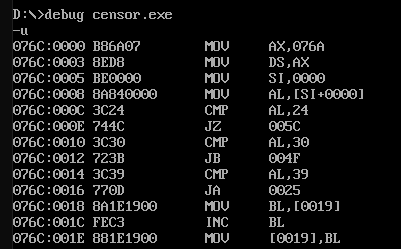 D:\>debug censor.exe
-u
076C:0000 B86A07 MOV AX,076A
076C:0003 8ED8 MOV DS,AX
076C:0005 BE0000 MOV SI,0000
076C:0008 8A840000 MOV AL,[SI+0000]
076C:000C 3C24 CMP AL,24
076C:000E 744C JZ 005C
076C:0010 3C30 CMP AL,30
076C:0012 723B JB 004F
076C:0014 3C39 CMP AL,39
076C:0016 770D JA 0025
076C:0018 8A1E1900 MOV BL,[0019]
076C:001C FEC3 INC BL
076C:001E 881E1900 MOV [0019],BL